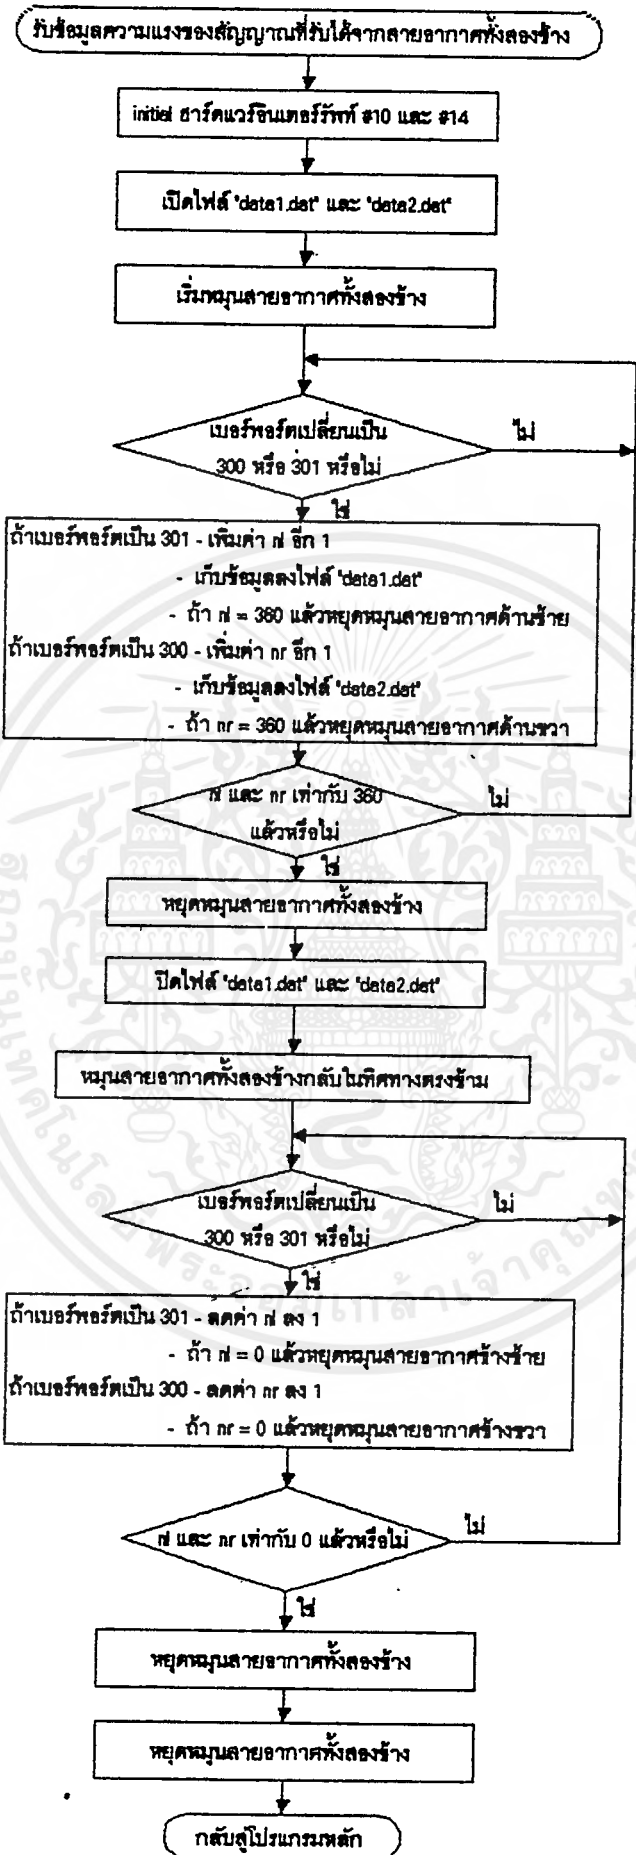 รับข้อมูลความแรงของสัญญาณที่รับได้จากสายอากาศทั้งสองข้าง
initial ฮาร์ดแวร์อินเตอร์รัพท์ #10 และ #14
เปิดไฟล์ "data1.dat" และ "data2.dat"
เริ่มหมุนสายอากาศทั้งสองข้าง
เบอร์พอร์ตเปลี่ยนเป็น
300 หรือ 301 หรือไม่
ไม่
ใช่
ถ้าเบอร์พอร์ตเป็น 301 - เพิ่มค่า nl อีก 1
- เก็บข้อมูลลงไฟล์ "data1.dat"
- ถ้า nl = 360 แล้วหยุดหมุนสายอากาศด้านซ้าย
ถ้าเบอร์พอร์ตเป็น 300 - เพิ่มค่า nr อีก 1
- เก็บข้อมูลลงไฟล์ "data2.dat"
- ถ้า nr = 360 แล้วหยุดหมุนสายอากาศด้านขวา
nl และ nr เท่ากับ 360
แล้วหรือไม่
ไม่
ใช่
หยุดหมุนสายอากาศทั้งสองข้าง
ปิดไฟล์ "data1.dat" และ "data2.dat"
หมุนสายอากาศทั้งสองข้างกลับในทิศทางตรงข้าม
เบอร์พอร์ตเปลี่ยนเป็น
300 หรือ 301 หรือไม่
ไม่
ใช่
ถ้าเบอร์พอร์ตเป็น 301 - ลดค่า nl ลง 1
- ถ้า nl = 0 แล้วหยุดหมุนสายอากาศข้างซ้าย
ถ้าเบอร์พอร์ตเป็น 300 - ลดค่า nr ลง 1
- ถ้า nr = 0 แล้วหยุดหมุนสายอากาศข้างขวา
nl และ nr เท่ากับ 0 แล้วหรือไม่
ไม่
ใช่
หยุดหมุนสายอากาศทั้งสองข้าง
หยุดหมุนสายอากาศทั้งสองข้าง
กลับสู่โปรแกรมหลัก